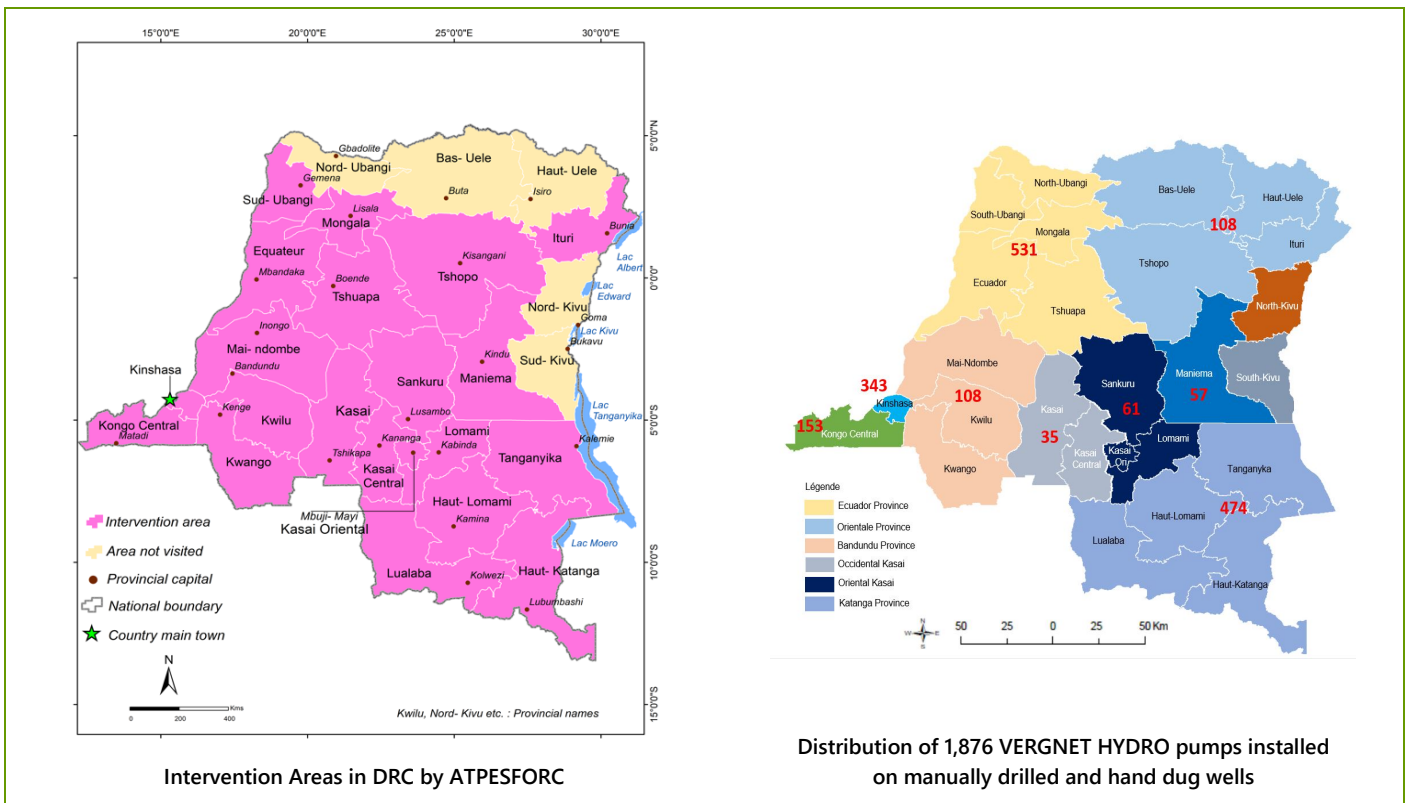 15°0'0"E
20°0'0"E
25°0'0"E
30°0'0"E
5°0'0"N
0°0'0"
5°0'0"S
10°0'0"S
15°0'0"S
Gbadolite
Nord- Ubangi
Bas- Uele
Haut- Uele
Gemena
Buta
Isiro
Sud- Ubangi
Lisala
Mongala
Ituri
Bunia
Equateur
Lac
Albert
Kisangani
Mbandaka
Boende
Tshopo
Tshuapa
Lac
Edward
Nord- Kivu
Goma
Inongo
Lac Kivu
Bukavu
Mai- ndombe
Sud- Kivu
Kindu
Kinshasa
Bandundu
Maniema
Sankuru
Kenge
Kasai
Lusambo
Lac
Tanganyika
Kongo Central
Kwilu
Lomami
Matadi
Kananga
Kabinda
Kalemie
Kwango
Tshikapa
Kasai
Central
Tanganyika
Haut- Lomami
Mbuji- Mayi
Kasai Oriental
Kamina
Lac Moero
Lualaba
Kolwezi
Haut- Katanga
Lubumbashi
Intervention area
Area not visited
Provincial capital
National boundary
Country main town
N
Kms
0 200 400
Kwilu, Nord- Kivu etc. : Provincial names
Intervention Areas in DRC by ATPESFORC
North-Ubangi
Bas-Uele
Haut-Uele
South-Ubangi
Mongala
108
531
Ituri
Tshopo
Ecuador
Tshuapa
North-Kivu
Mai-Ndombe
Sankuru
Maniema
South-Kivu
343
Kinshasa
108
57
153
Kongo Central
Kwilu
Kasai
61
35
Lomami
Kasai
Central
Kasai
Ori
Kwango
Tanganyka
474
Haut-Lomami
Lualaba
Haut-Katanga
Légende
Ecuador Province
Orientale Province
Bandundu Province
Occidental Kasai
Oriental Kasai
Katanga Province
N
W
E
S
50 25 0 25 50 Km
Distribution of 1,876 VERGNET HYDRO pumps installed
on manually drilled and hand dug wells